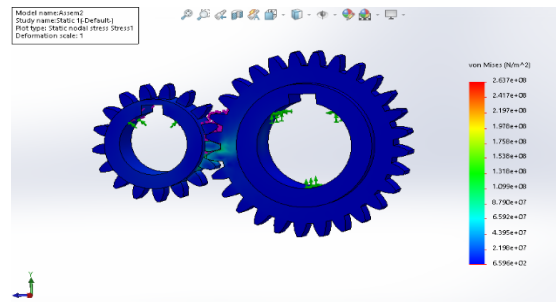 Model name:Assem2
Study name:Static 1(-Default-)
Plot type: Static nodal stress Stress1
Deformation scale: 1
von Mises (N/m^2)
2.637e+08
2.417e+08
2.197e+08
1.978e+08
1.758e+08
1.538e+08
1.318e+08
1.099e+08
8.790e+07
6.592e+07
4.395e+07
2.198e+07
6.596e+02
Y